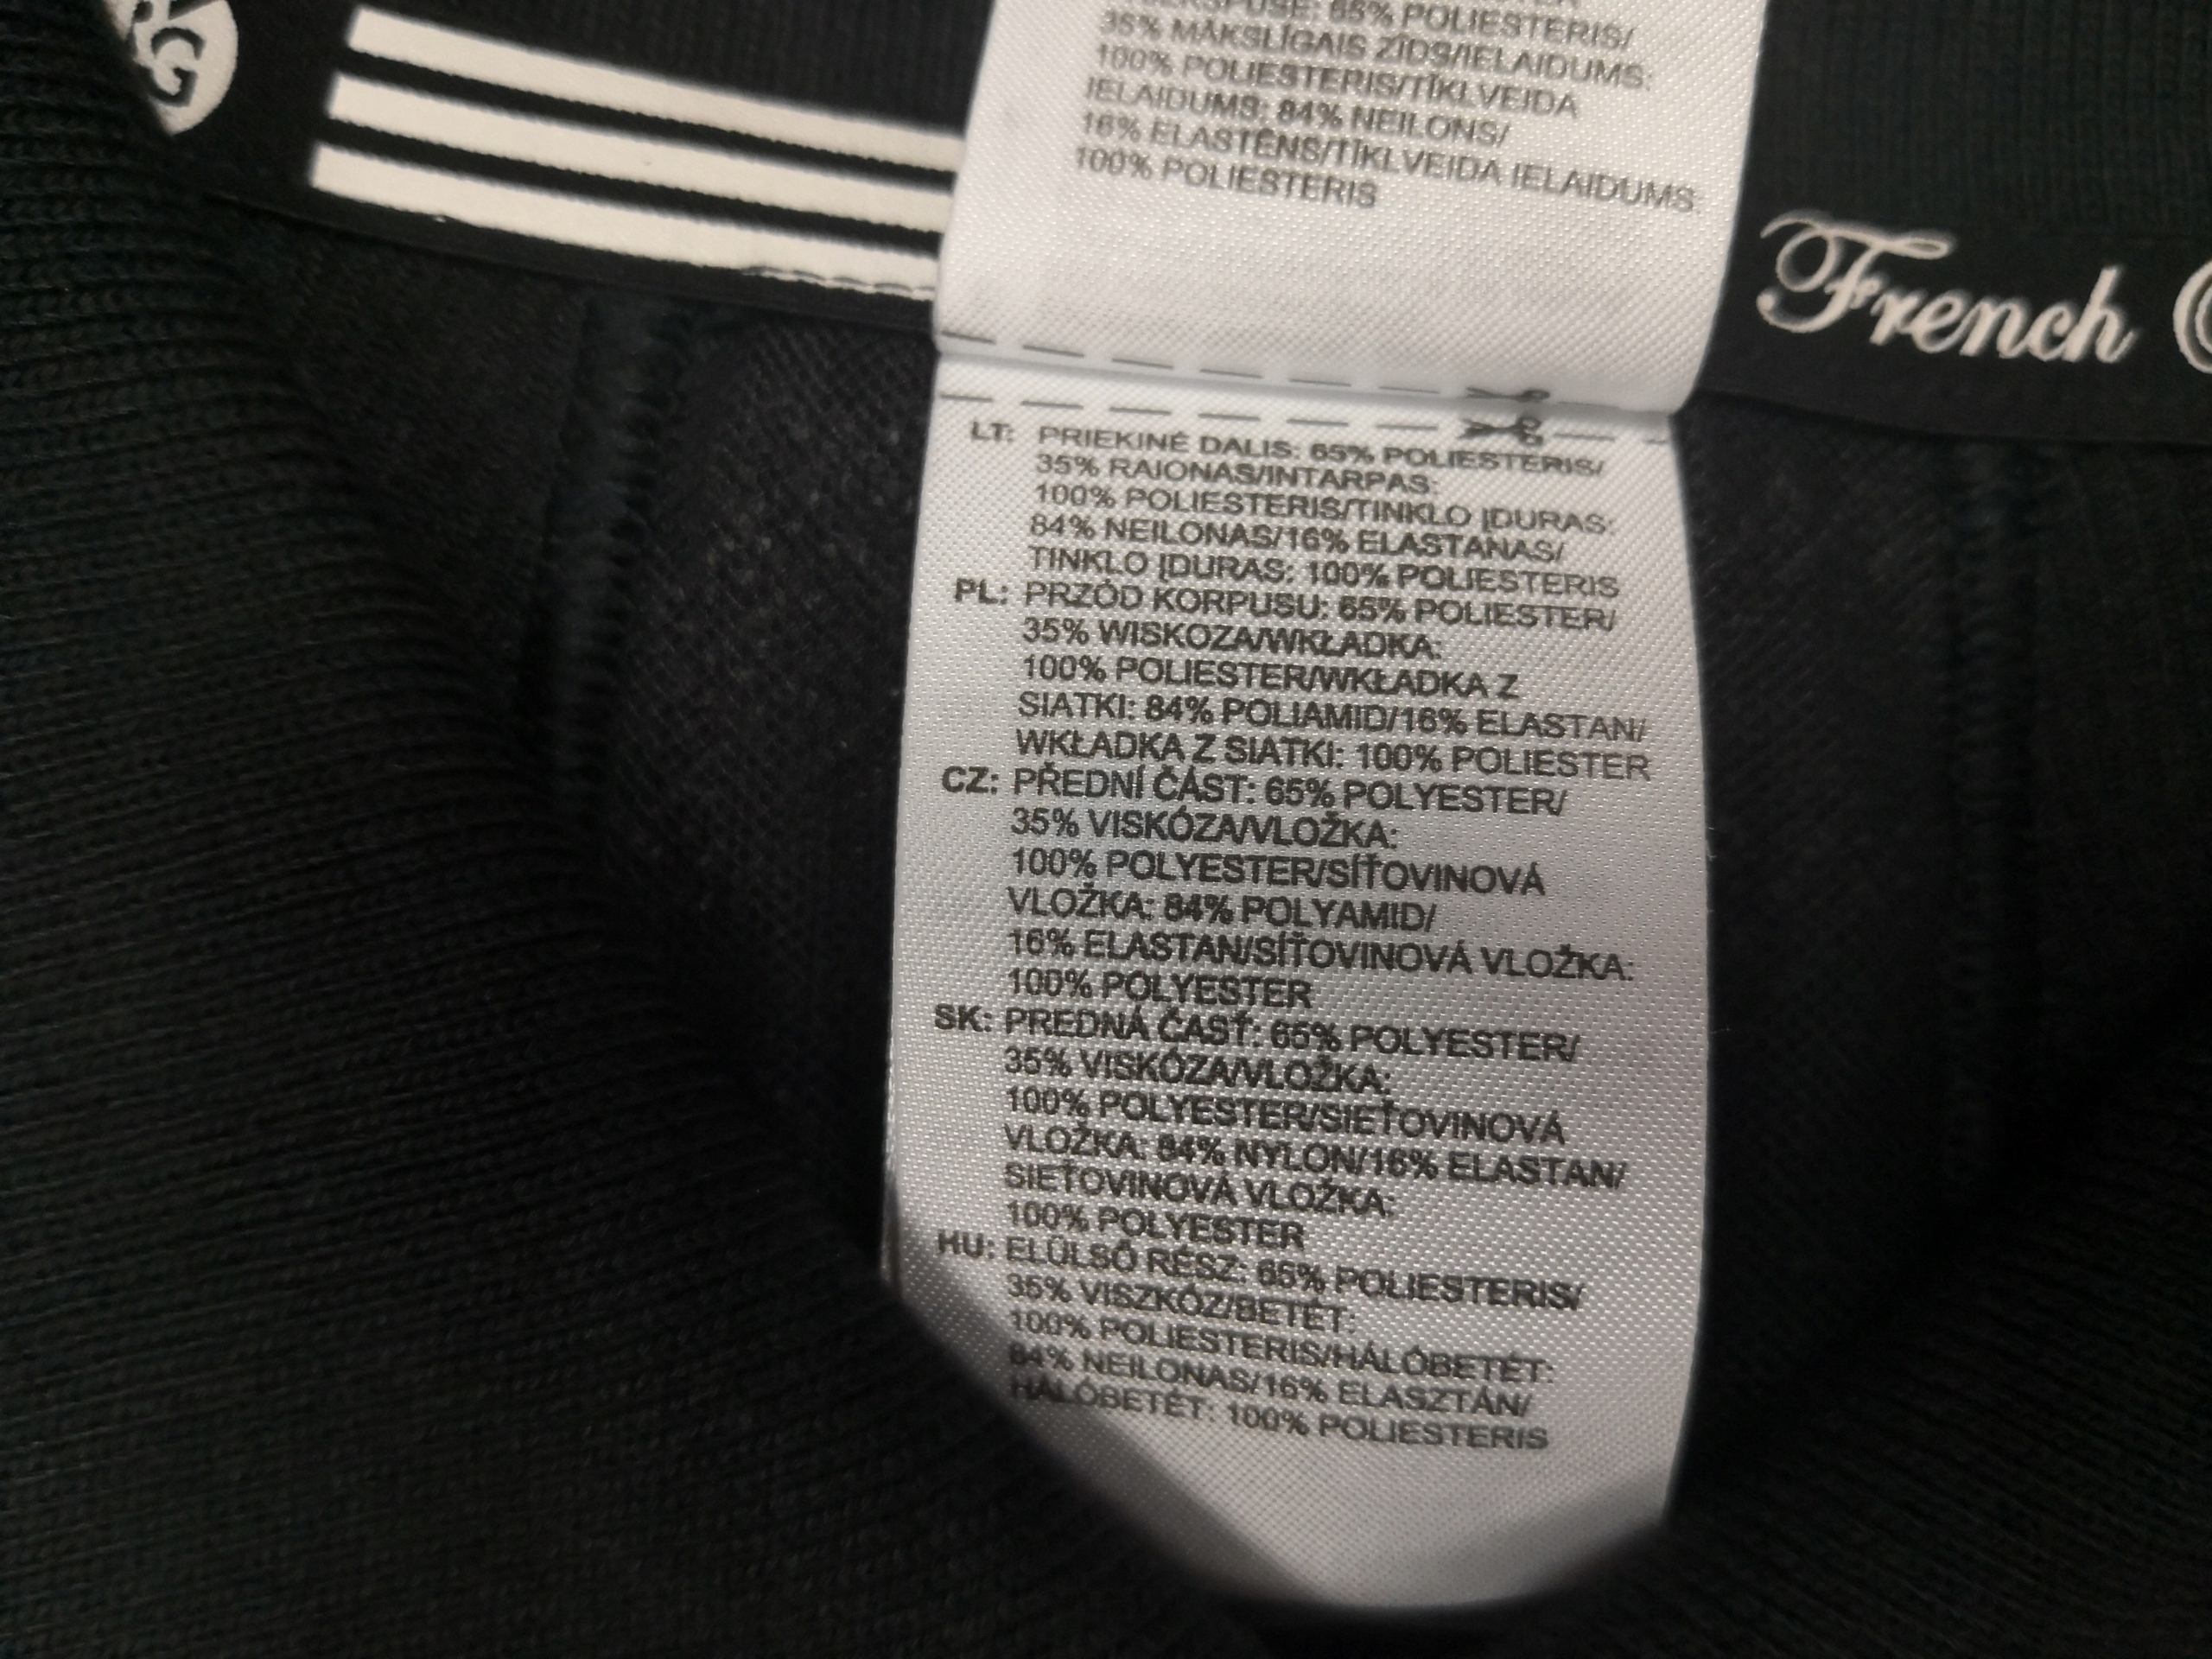 RG
PUSE: 65% POLIESTERIS/
35% MĀKSLĪGAIS ZĪDS/IELAIDUMS:
100% POLIESTERIS/TĪKLVEIDA
IELAIDUMS: 84% NEILONS/
16% ELASTĒNS/TĪKLVEIDA IELAIDUMS:
100% POLIESTERIS
French
LT: PRIEKINĖ DALIS: 65% POLIESTERIS/
35% RAIONAS/INTARPAS:
100% POLIESTERIS/TINKLO ĮDURAS:
84% NEILONAS/16% ELASTANAS/
TINKLO ĮDURAS: 100% POLIESTERIS
PL: PRZÓD KORPUSU: 65% POLIESTER/
35% WISKOZA/WKŁADKA:
100% POLIESTER/WKŁADKA Z
SIATKI: 84% POLIAMID/16% ELASTAN/
WKŁADKA Z SIATKI: 100% POLIESTER
CZ: PŘEDNÍ ČÁST: 65% POLYESTER/
35% VISKÓZA/VLOŽKA:
100% POLYESTER/SÍŤOVINOVÁ
VLOŽKA: 84% POLYAMID/
16% ELASTAN/SÍŤOVINOVÁ VLOŽKA:
100% POLYESTER
SK: PREDNÁ ČASŤ: 65% POLYESTER/
35% VISKÓZA/VLOŽKA:
100% POLYESTER/SIEŤOVINOVÁ
VLOŽKA: 84% NYLON/16% ELASTAN/
SIEŤOVINOVÁ VLOŽKA:
100% POLYESTER
HU: ELÜLSŐ RÉSZ: 65% POLIESTERIS/
35% VISZKÓZ/BETÉT:
100% POLIESTERIS/HÁLÓBETÉT:
84% NEILONAS/16% ELASZTÁN/
HÁLÓBETÉT: 100% POLIESTERIS